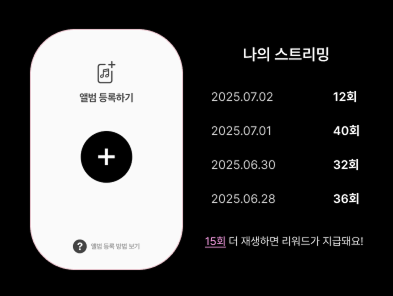 앨범 등록하기
앨범 등록 방법 보기
나의 스트리밍
2025.07.02 12회
2025.07.01 40회
2025.06.30 32회
2025.06.28 36회
15회 더 재생하면 리워드가 지급돼요!